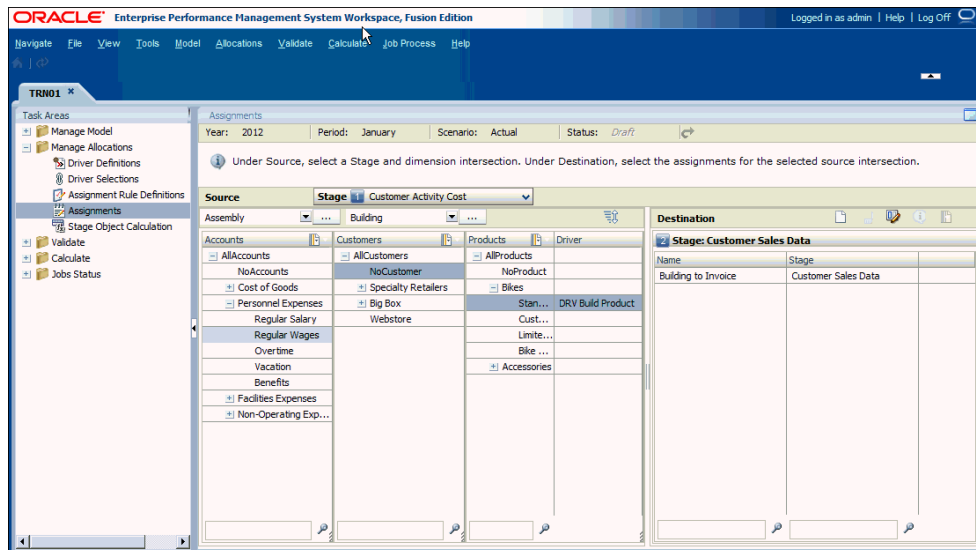 ORACLE Enterprise Performance Management System Workspace, Fusion Edition
Logged in as admin | Help | Log Off
Navigate File View Tools Model Allocations Validate Calculate Job Process Help
TRN01 ×
Task Areas
Manage Model
Manage Allocations
Driver Definitions
Driver Selections
Assignment Rule Definitions
Assignments
Stage Object Calculation
Validate
Calculate
Jobs Status
Assignments
Year: 2012 Period: January Scenario: Actual Status: Draft
Under Source, select a Stage and dimension intersection. Under Destination, select the assignments for the selected source intersection.
Source Stage 1 Customer Activity Cost
Assembly ... Building ...
Accounts Customers Products Driver
AllAccounts AllCustomers AllProducts
NoAccounts NoCustomer NoProduct
Cost of Goods Specialty Retailers Bikes
Personnel Expenses Big Box Stan... DRV Build Product
Regular Salary Webstore Cust...
Regular Wages Limite...
Overtime Bike ...
Vacation Accessories
Benefits
Facilities Expenses
Non-Operating Exp...
Destination
2 Stage: Customer Sales Data
Name Stage
Building to Invoice Customer Sales Data